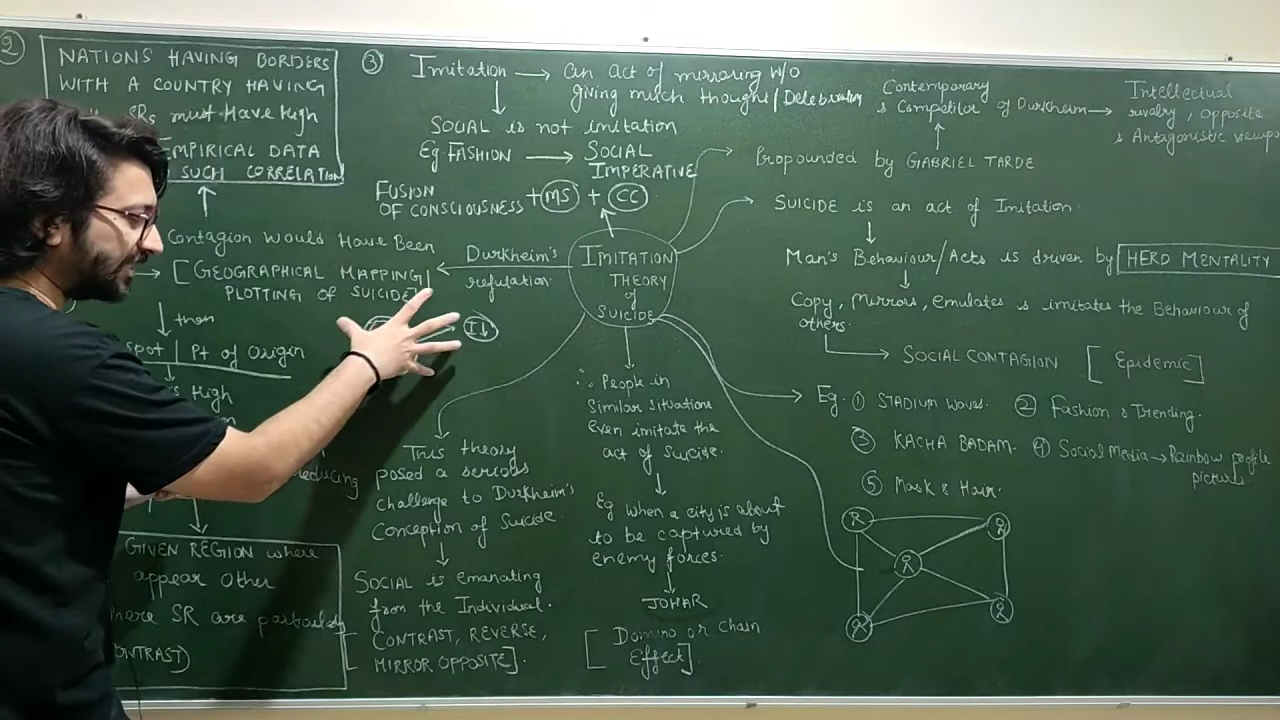 ②
NATIONS HAVING BORDERS
WITH A COUNTRY HAVING
SRs must Have High
EMPIRICAL DATA
SUCH CORRELATION
Contagion Would Have Been
[GEOGRAPHICAL MAPPING
PLOTTING OF SUICIDE]
then
spot | Pt of Origin
High
reducing
GIVEN REGION where
appear other
here SR are particularly
CONTRAST)
③ Imitation → an act of mirroring w/o
giving much thought/Deleberating
SOCIAL is not imitation
Eg FASHION → SOCIAL
IMPERATIVE
FUSION
OF CONSCIOUSNESS + MS + CC
Durkheim's
refutation.
I↓
IMITATION
THEORY
of
SUICIDE
This theory
posed a serious
challenge to Durkheim's
Conception of Suicide.
SOCIAL is emanating
from the Individual.
[CONTRAST, REVERSE,
MIRROR OPPOSITE].
∴ People in
Similar situations
even imitate the
act of suicide.
Eg when a city is about
to be captured by
enemy forces.
JOHAR
[Domino or Chain
Effect].
Contemporary
& Competitor of Durkheim →
Intellectual
rivalry, opposite
& Antagonistic viewpts
Propounded by GABRIEL TARDE
SUICIDE is an act of Imitation.
Man's Behaviour/Acts is driven by HERD MENTALITY
Copy, Mirrors, emulates & imitates the Behaviour of
others.
SOCIAL CONTAGION [Epidemic]
Eg. ① STADIUM WAVES. ② Fashion & Trending.
③ KACHA BADAM. ④ Social Media → Rainbow profile
picture
⑤ Mask & Hair.
R
R
R
R
R